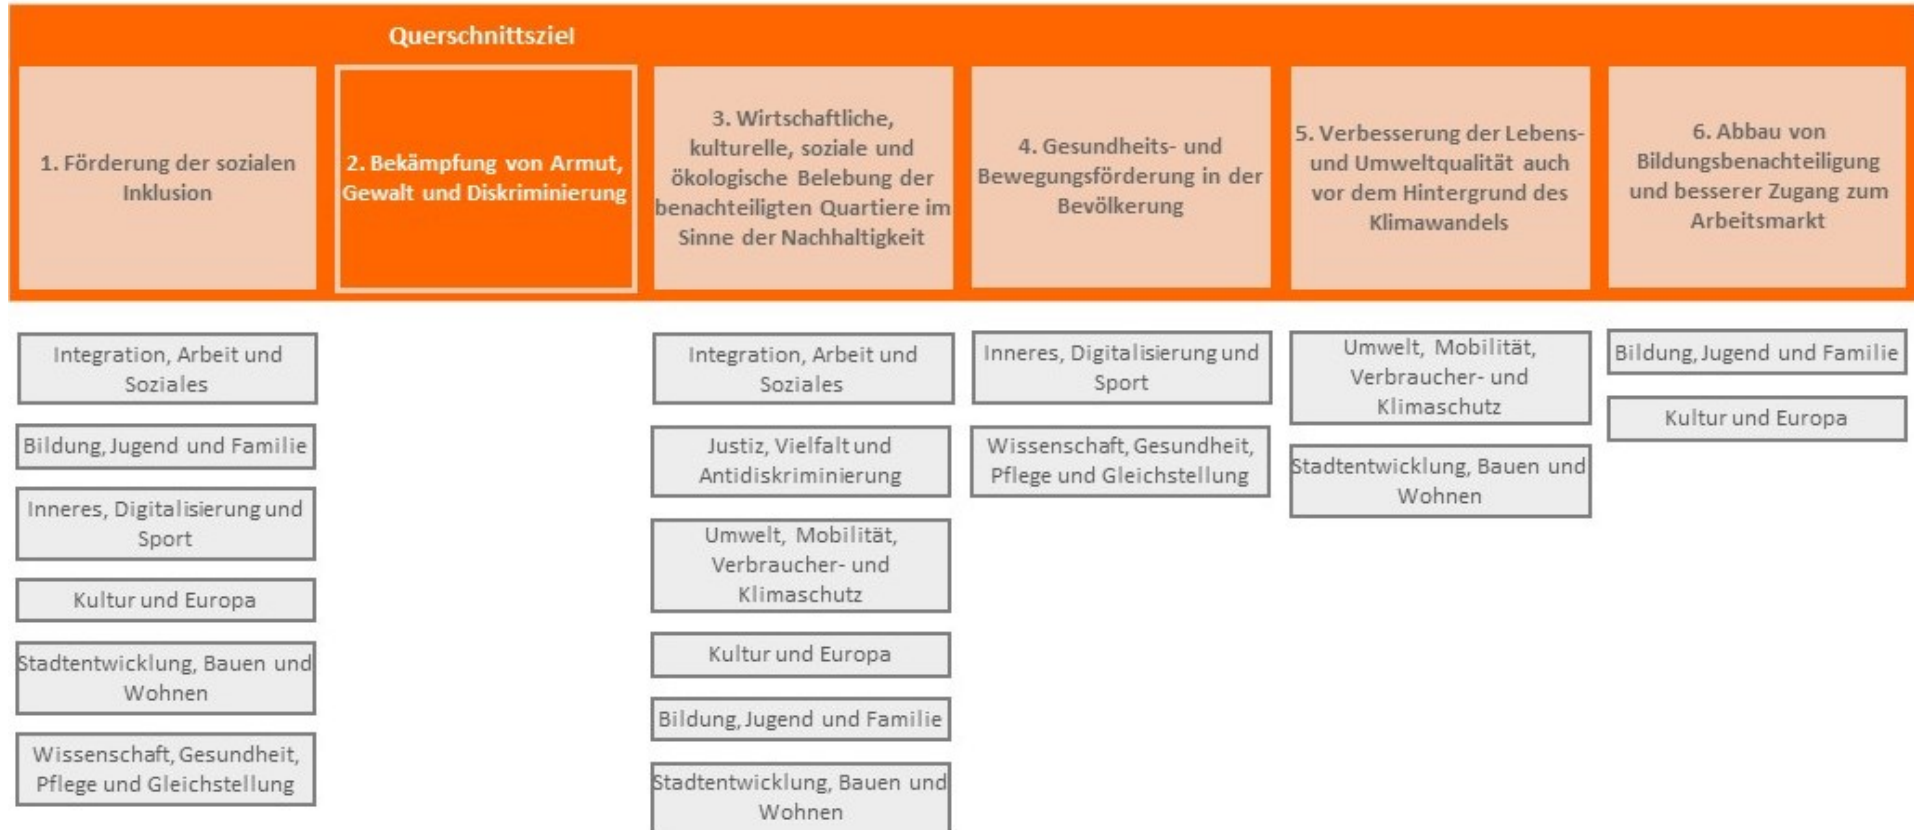 Querschnittsziel
1. Förderung der sozialen
Inklusion
2. Bekämpfung von Armut,
Gewalt und Diskriminierung
3. Wirtschaftliche,
kulturelle, soziale und
ökologische Belebung der
benachteiligten Quartiere im
Sinne der Nachhaltigkeit
4. Gesundheits- und
Bewegungsförderung in der
Bevölkerung
5. Verbesserung der Lebens-
und Umweltqualität auch
vor dem Hintergrund des
Klimawandels
6. Abbau von
Bildungsbenachteiligung
und besserer Zugang zum
Arbeitsmarkt
Integration, Arbeit und
Soziales
Bildung, Jugend und Familie
Inneres, Digitalisierung und
Sport
Kultur und Europa
Stadtentwicklung, Bauen und
Wohnen
Wissenschaft, Gesundheit,
Pflege und Gleichstellung
Integration, Arbeit und
Soziales
Justiz, Vielfalt und
Antidiskriminierung
Umwelt, Mobilität,
Verbraucher- und
Klimaschutz
Kultur und Europa
Bildung, Jugend und Familie
Stadtentwicklung, Bauen und
Wohnen
Inneres, Digitalisierung und
Sport
Wissenschaft, Gesundheit,
Pflege und Gleichstellung
Umwelt, Mobilität,
Verbraucher- und
Klimaschutz
Stadtentwicklung, Bauen und
Wohnen
Bildung, Jugend und Familie
Kultur und Europa